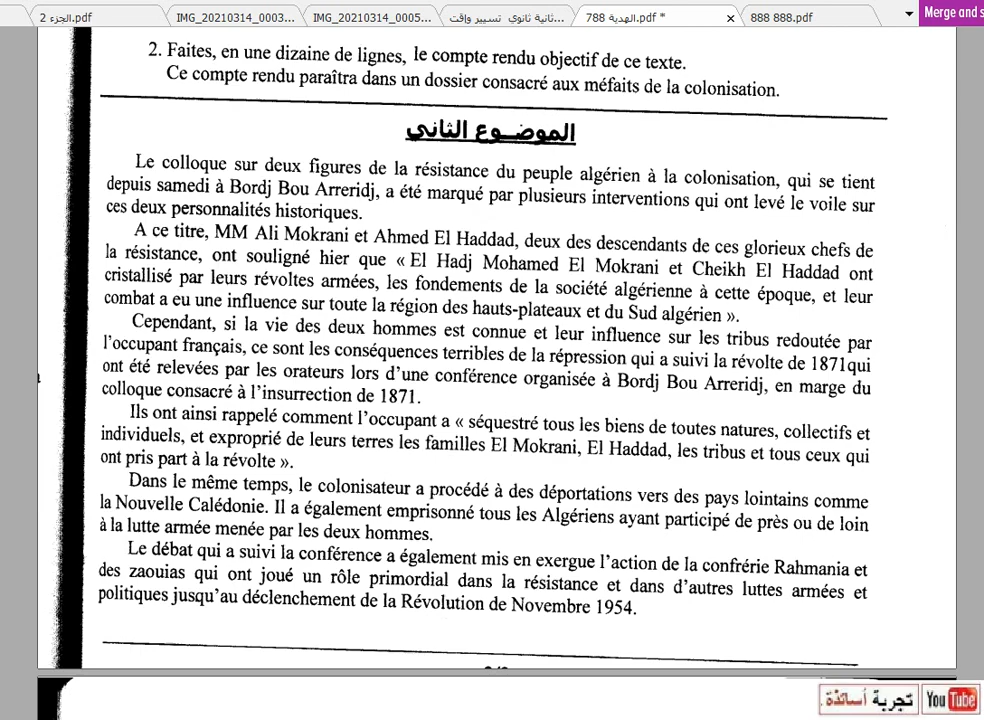 2 الجزء.pdf
IMG_20210314_0003...
IMG_20210314_0005...
ثانية ثانوي تسيير وإقت...
788 الهدية.pdf *
888 888.pdf
Merge and s
2. Faites, en une dizaine de lignes, le compte rendu objectif de ce texte.
Ce compte rendu paraîtra dans un dossier consacré aux méfaits de la colonisation.
الموضوع الثاني
Le colloque sur deux figures de la résistance du peuple algérien à la colonisation, qui se tient
depuis samedi à Bordj Bou Arreridj, a été marqué par plusieurs interventions qui ont levé le voile sur
ces deux personnalités historiques.
A ce titre, MM Ali Mokrani et Ahmed El Haddad, deux des descendants de ces glorieux chefs de
la résistance, ont souligné hier que « El Hadj Mohamed El Mokrani et Cheikh El Haddad ont
cristallisé par leurs révoltes armées, les fondements de la société algérienne à cette époque, et leur
combat a eu une influence sur toute la région des hauts-plateaux et du Sud algérien ».
Cependant, si la vie des deux hommes est connue et leur influence sur les tribus redoutée par
l'occupant français, ce sont les conséquences terribles de la répression qui a suivi la révolte de 1871qui
ont été relevées par les orateurs lors d'une conférence organisée à Bordj Bou Arreridj, en marge du
colloque consacré à l'insurrection de 1871.
Ils ont ainsi rappelé comment l'occupant a « séquestré tous les biens de toutes natures, collectifs et
individuels, et exproprié de leurs terres les familles El Mokrani, El Haddad, les tribus et tous ceux qui
ont pris part à la révolte ».
Dans le même temps, le colonisateur a procédé à des déportations vers des pays lointains comme
la Nouvelle Calédonie. Il a également emprisonné tous les Algériens ayant participé de près ou de loin
à la lutte armée menée par les deux hommes.
Le débat qui a suivi la conférence a également mis en exergue l'action de la confrérie Rahmania et
des zaouias qui ont joué un rôle primordial dans la résistance et dans d'autres luttes armées et
politiques jusqu'au déclenchement de la Révolution de Novembre 1954.
تجربة أساتذة.
YouTube